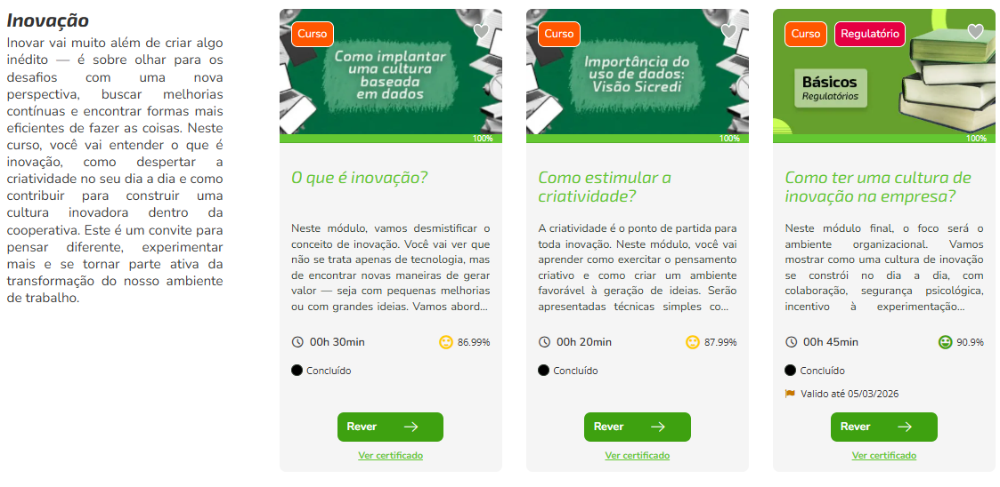 Inovação
Inovar vai muito além de criar algo
inédito — é sobre olhar para os
desafios com uma nova
perspectiva, buscar melhorias
contínuas e encontrar formas mais
eficientes de fazer as coisas. Neste
curso, você vai entender o que é
inovação, como despertar a
criatividade no seu dia a dia e como
contribuir para construir uma
cultura inovadora dentro da
cooperativa. Este é um convite para
pensar diferente, experimentar
mais e se tornar parte ativa da
transformação do nosso ambiente
de trabalho.
Curso
Como implantar
uma cultura
baseada
em dados
100%
O que é inovação?
Neste módulo, vamos desmistificar o
conceito de inovação. Você vai ver que
não se trata apenas de tecnologia, mas
de encontrar novas maneiras de gerar
valor — seja com pequenas melhorias
ou com grandes ideias. Vamos abord...
00h 30min
86.99%
Concluído
Rever
Ver certificado
Curso
Importância do
uso de dados:
Visão Sicredi
100%
Como estimular a
criatividade?
A criatividade é o ponto de partida para
toda inovação. Neste módulo, você vai
aprender como exercitar o pensamento
criativo e como criar um ambiente
favorável à geração de ideias. Serão
apresentadas técnicas simples co...
00h 20min
87.99%
Concluído
Rever
Ver certificado
Curso
Regulatório
Básicos
Regulatórios
100%
Como ter uma cultura de
inovação na empresa?
Neste módulo final, o foco será o
ambiente organizacional. Vamos
mostrar como uma cultura de inovação
se constrói no dia a dia, com
colaboração, segurança psicológica,
incentivo à experimentação...
00h 45min
90.9%
Concluído
Valido até 05/03/2026
Rever
Ver certificado